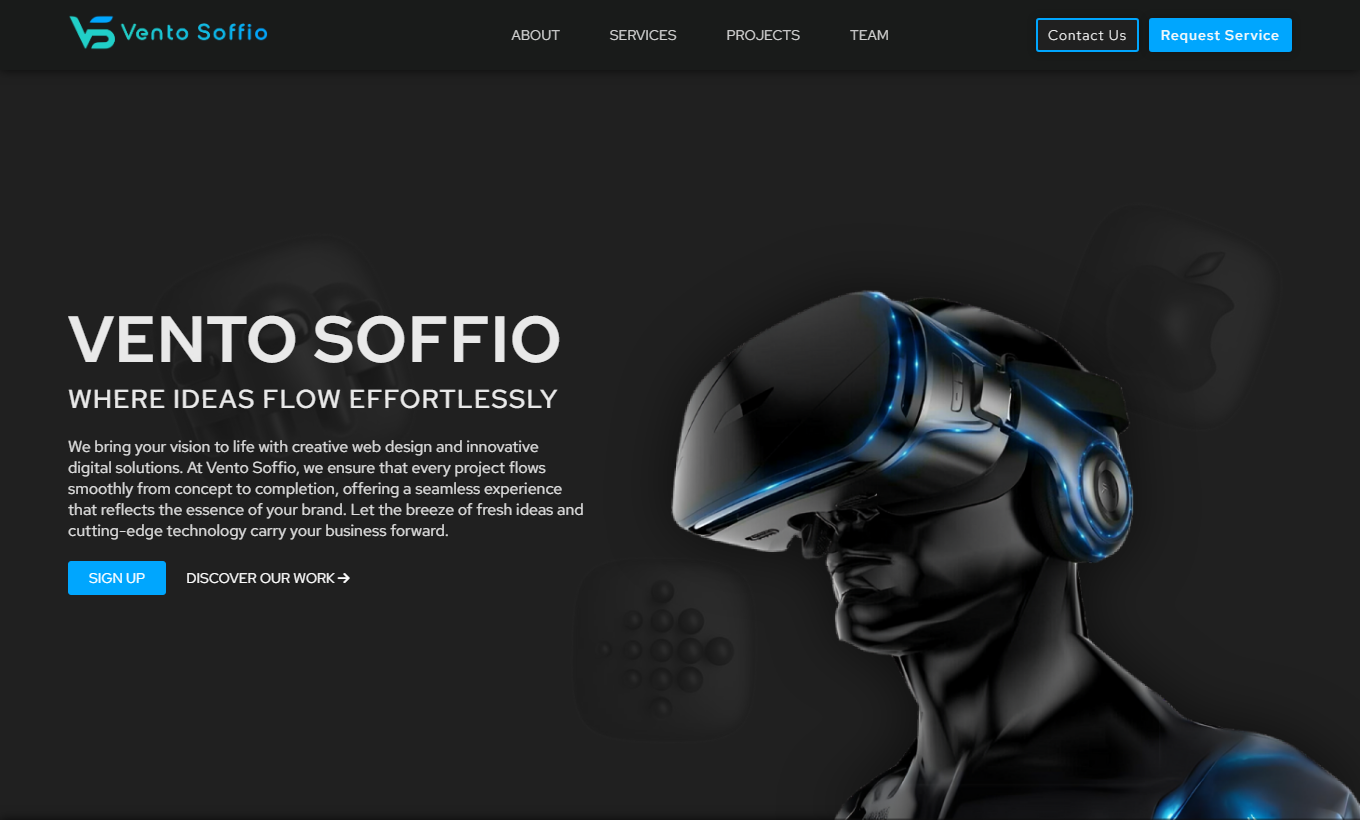 Vento Soffio
ABOUT
SERVICES
PROJECTS
TEAM
Contact Us
Request Service
VENTO SOFFIO
WHERE IDEAS FLOW EFFORTLESSLY
We bring your vision to life with creative web design and innovative
digital solutions. At Vento Soffio, we ensure that every project flows
smoothly from concept to completion, offering a seamless experience
that reflects the essence of your brand. Let the breeze of fresh ideas and
cutting-edge technology carry your business forward.
SIGN UP
DISCOVER OUR WORK →